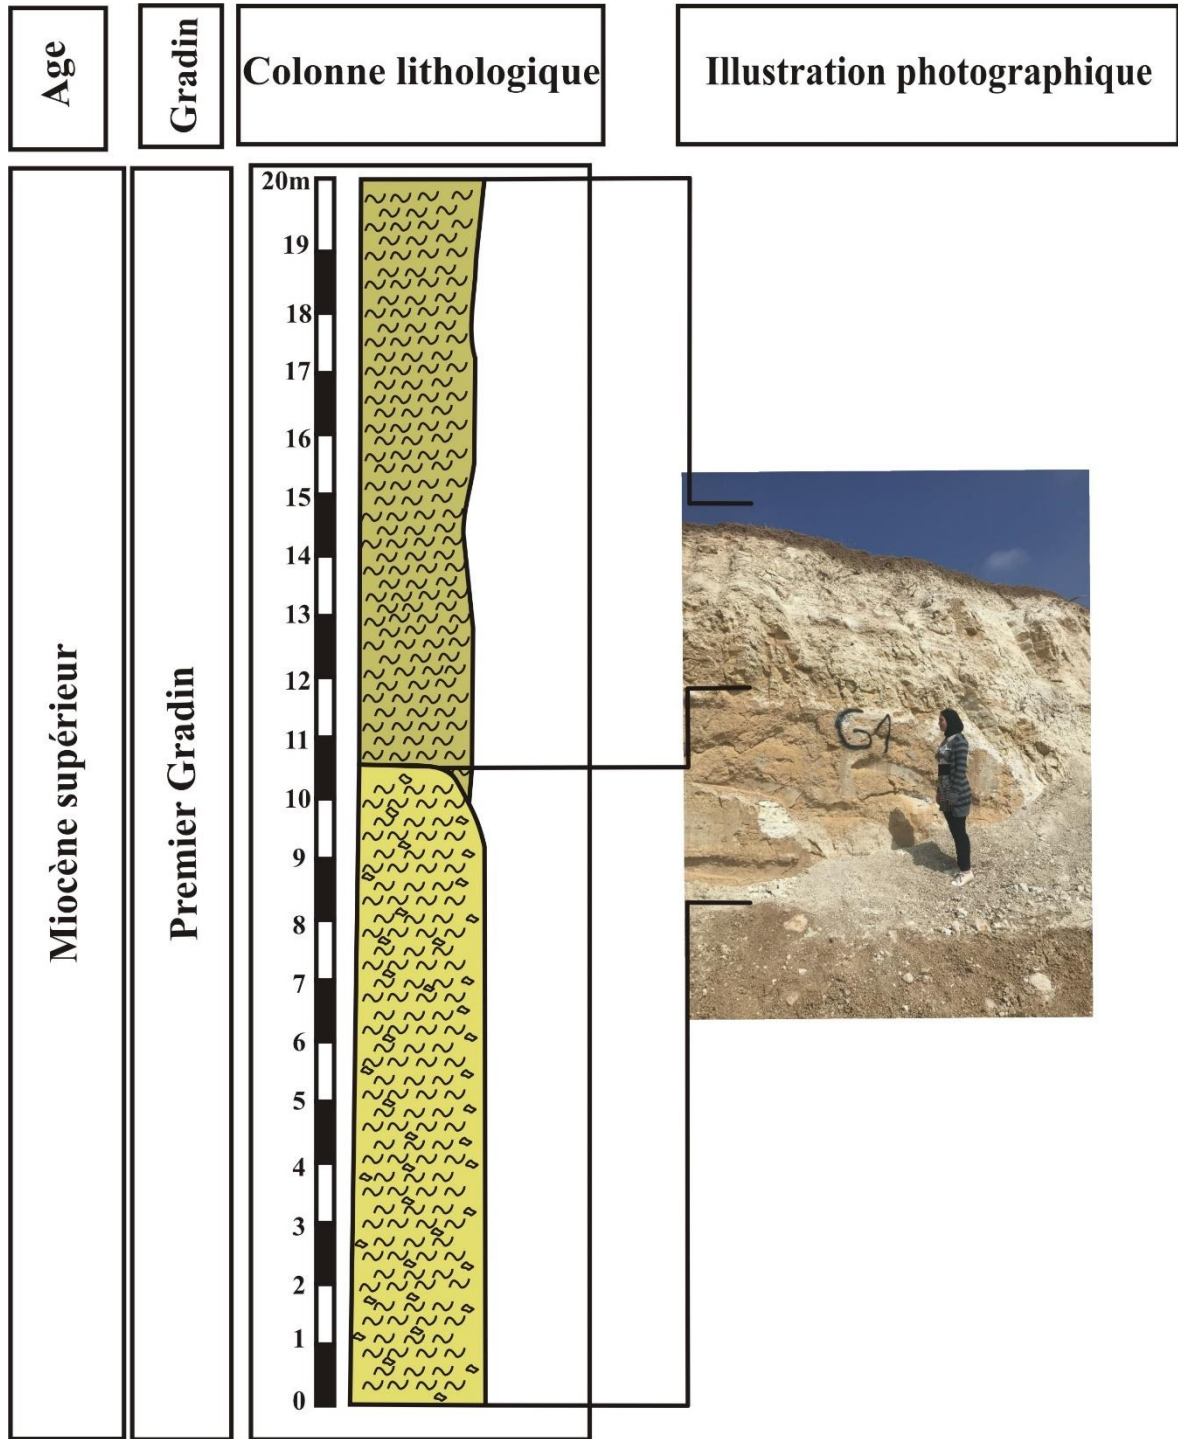 Age
Gradin
Colonne lithologique
Illustration photographique
Miocène supérieur
Premier Gradin
20m
19
18
17
16
15
14
13
12
11
10
9
8
7
6
5
4
3
2
1
0
G1